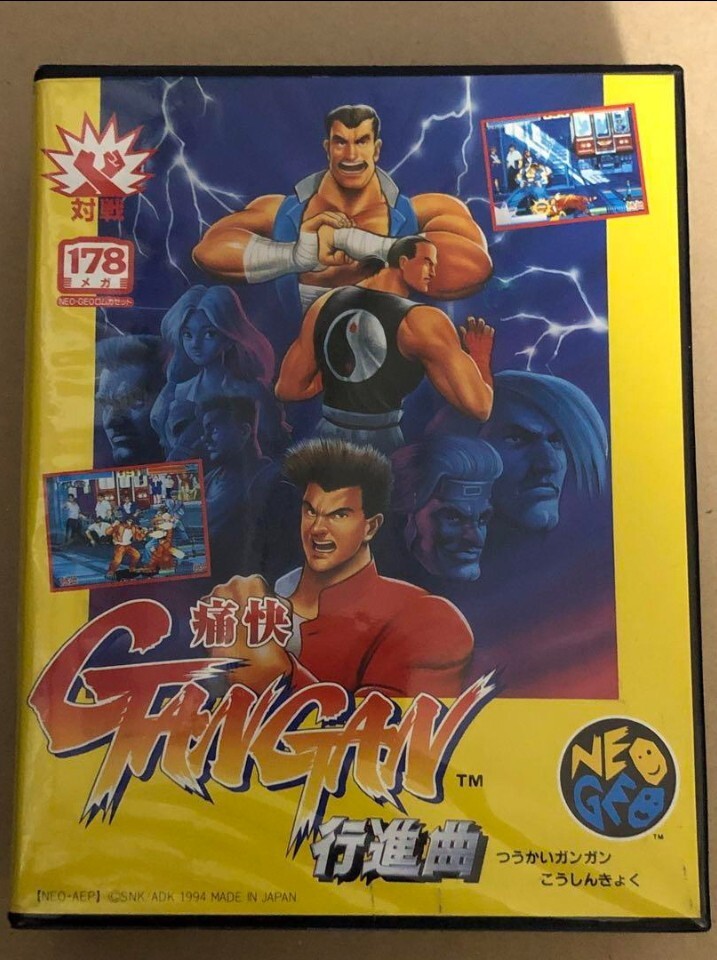 対戦
178
メガ
NEO・GEOロムカセット
痛快
GANGAN™
行進曲
NEO
GEO
™
つうかいガンガン
こうしんきょく
【NEO-AEP】 ©SNK/ADK 1994 MADE IN JAPAN